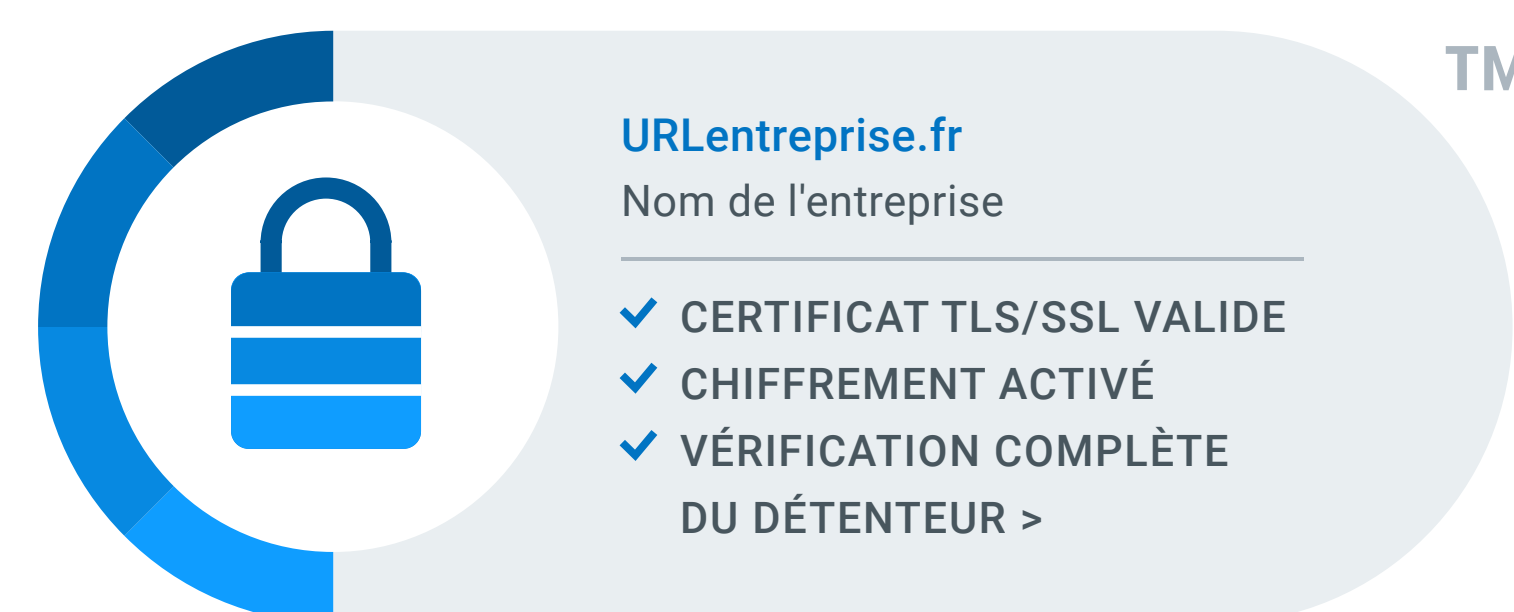 TM
URLentreprise.fr
Nom de l'entreprise
CERTIFICAT TLS/SSL VALIDE
CHIFFREMENT ACTIVÉ
VÉRIFICATION COMPLÈTE
DU DÉTENTEUR >